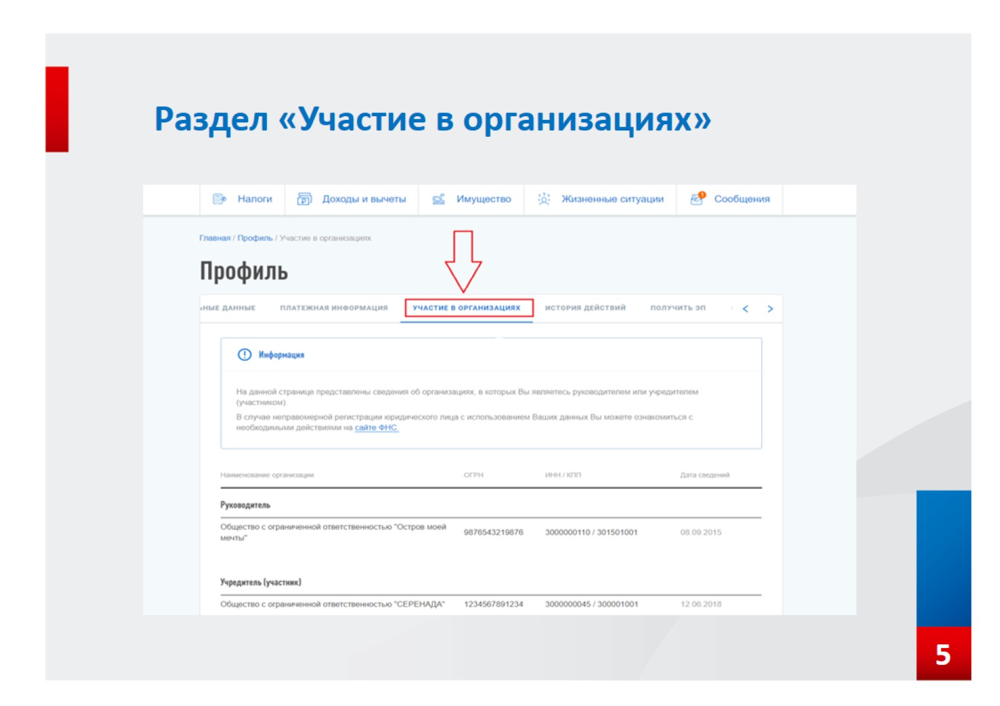 Раздел «Участие в организациях»
Налоги
Доходы и вычеты
Имущество
Жизненные ситуации
1
Сообщения
Главная / Профиль / Участие в организациях
Профиль
ЬНЫЕ ДАННЫЕ
ПЛАТЕЖНАЯ ИНФОРМАЦИЯ
УЧАСТИЕ В ОРГАНИЗАЦИЯХ
ИСТОРИЯ ДЕЙСТВИЙ
ПОЛУЧИТЬ ЭП
< >
Информация
На данной странице представлены сведения об организациях, в которых Вы являетесь руководителем или учредителем
(участником).
В случае неправомерной регистрации юридического лица с использованием Ваших данных Вы можете ознакомиться с
необходимыми действиями на сайте ФНС.
Наименование организации ОГРН ИНН / КПП Дата сведений
Руководитель
Общество с ограниченной ответственностью "Остров моей
мечты"
9876543219876 3000000110 / 301501001 08.09.2015
Учредитель (участник)
Общество с ограниченной ответственностью "СЕРЕНАДА" 1234567891234 3000000045 / 300001001 12.06.2018
5